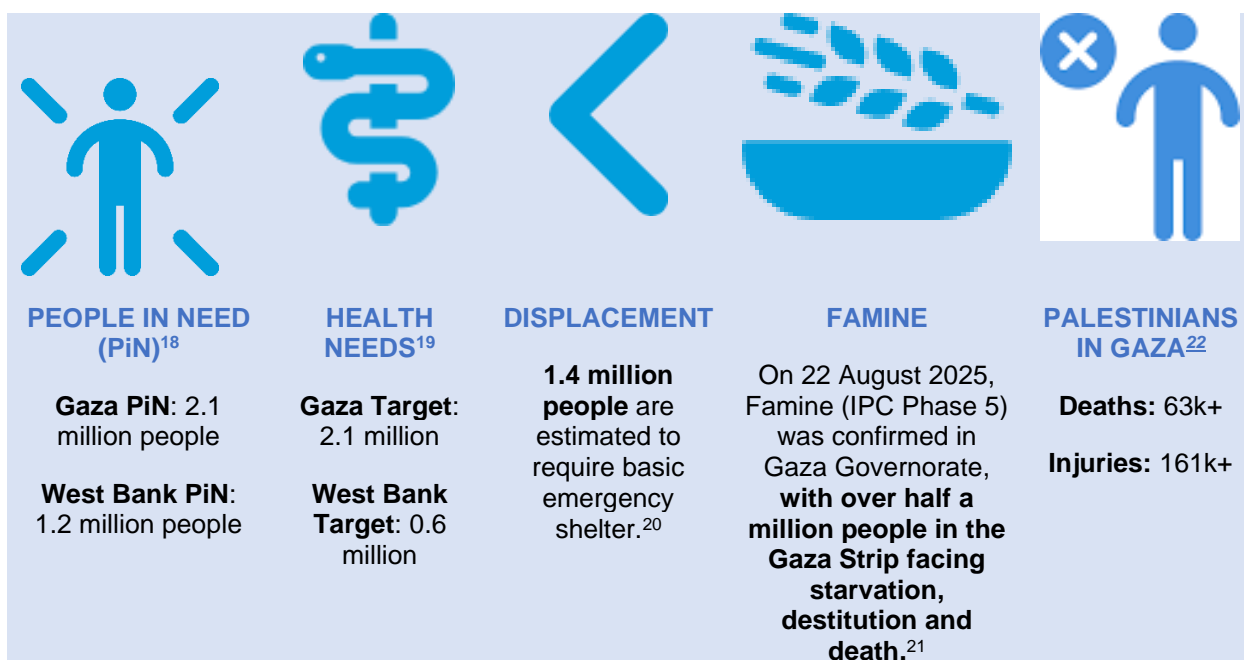 PEOPLE IN NEED
(PiN)18
Gaza PiN: 2.1
million people
West Bank PiN:
1.2 million people
HEALTH
NEEDS19
Gaza Target:
2.1 million
West Bank
Target: 0.6
million
DISPLACEMENT
1.4 million
people are
estimated to
require basic
emergency
shelter.20
FAMINE
On 22 August 2025,
Famine (IPC Phase 5)
was confirmed in
Gaza Governorate,
with over half a
million people in the
Gaza Strip facing
starvation,
destitution and
death.21
PALESTINIANS
IN GAZA22
Deaths: 63k+
Injuries: 161k+